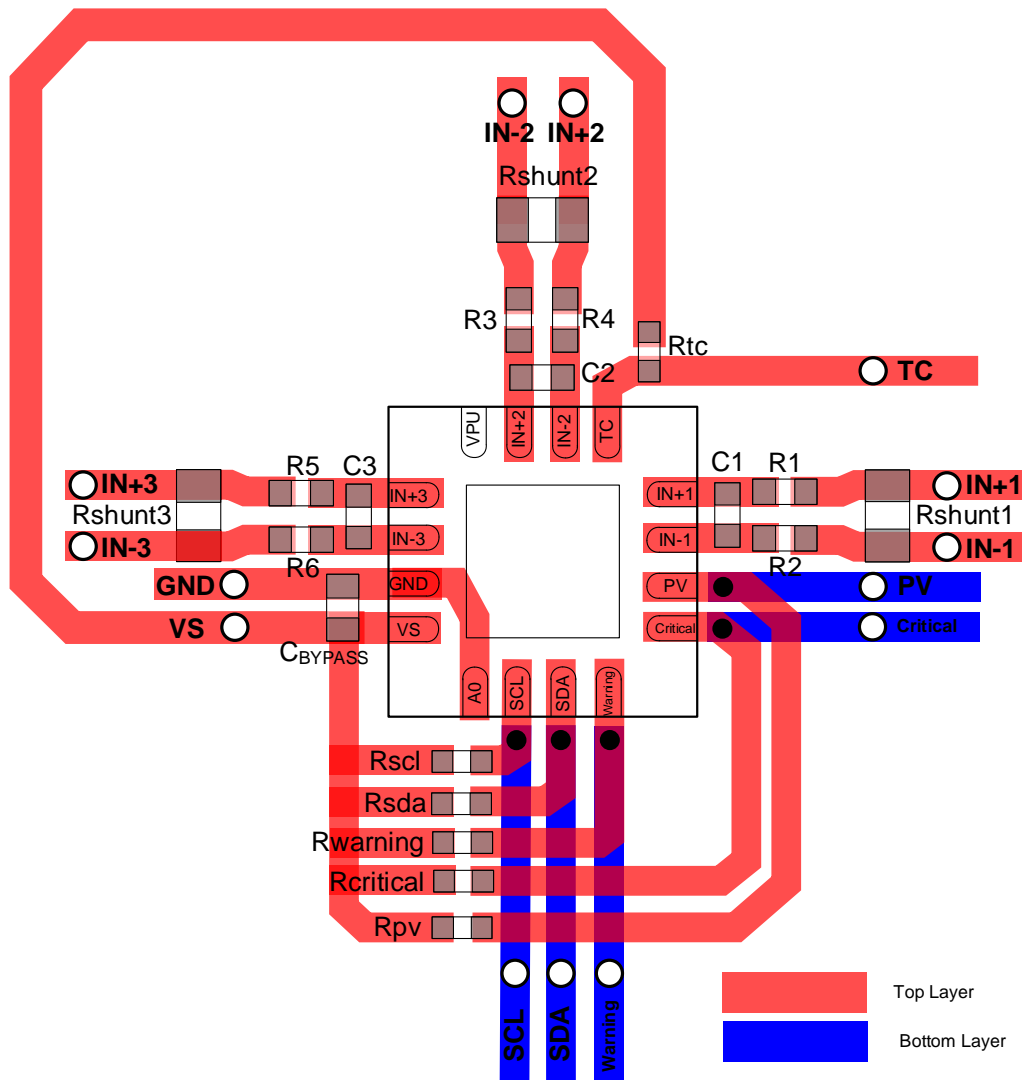 IN-2 IN+2
Rshunt2
R3
R4
C2
Rtc
TC
VPU
IN+2
IN-2
TC
IN+3
R5
C3
IN+3
Rshunt3
IN-3
R6
IN-3
IN+1
C1
R1
IN+1
Rshunt1
IN-1
R2
IN-1
GND
GND
VS
VS
CBYPASS
PV
PV
Critical
Critical
A0
SCL
SDA
Warning
Rscl
Rsda
Rwarning
Rcritical
Rpv
SCL
SDA
Warning
Top Layer
Bottom Layer